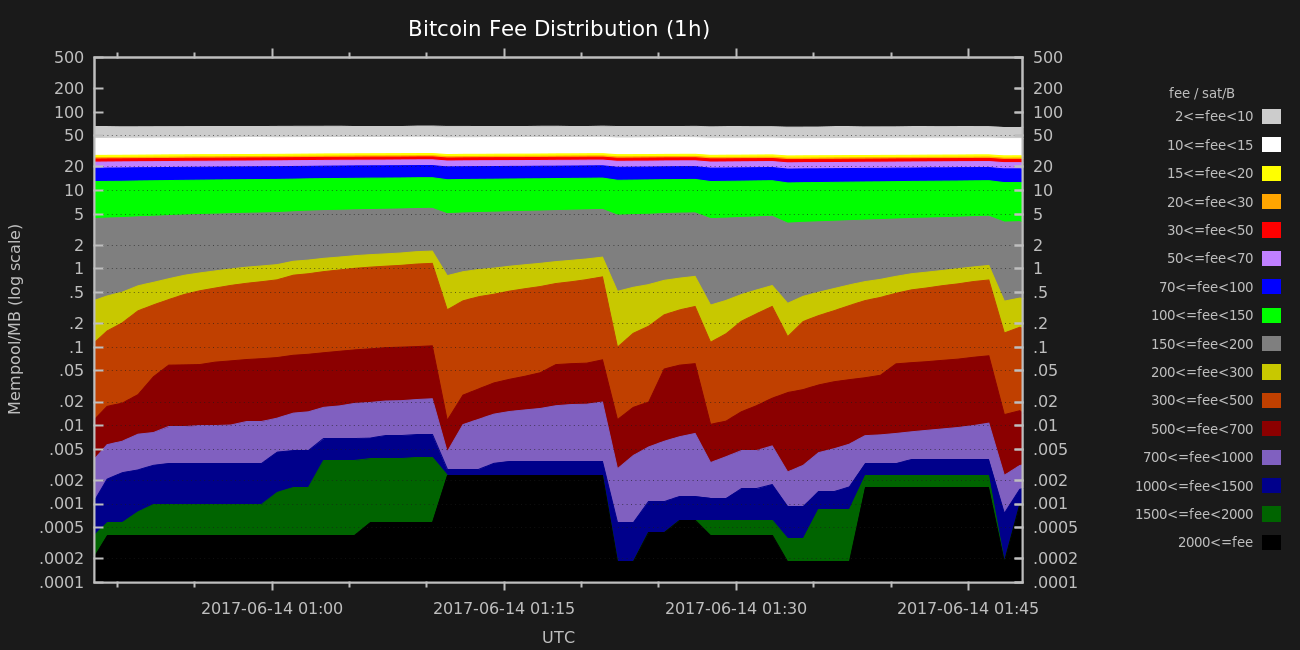 Bitcoin Fee Distribution (1h)
Mempool/MB (log scale)
500
200
100
50
20
10
5
2
1
.5
.2
.1
.05
.02
.01
.005
.002
.001
.0005
.0002
.0001
500
200
100
50
20
10
5
2
1
.5
.2
.1
.05
.02
.01
.005
.002
.001
.0005
.0002
.0001
2017-06-14 01:00 2017-06-14 01:15 2017-06-14 01:30 2017-06-14 01:45
UTC
fee / sat/B
2<=fee<10
10<=fee<15
15<=fee<20
20<=fee<30
30<=fee<50
50<=fee<70
70<=fee<100
100<=fee<150
150<=fee<200
200<=fee<300
300<=fee<500
500<=fee<700
700<=fee<1000
1000<=fee<1500
1500<=fee<2000
2000<=fee